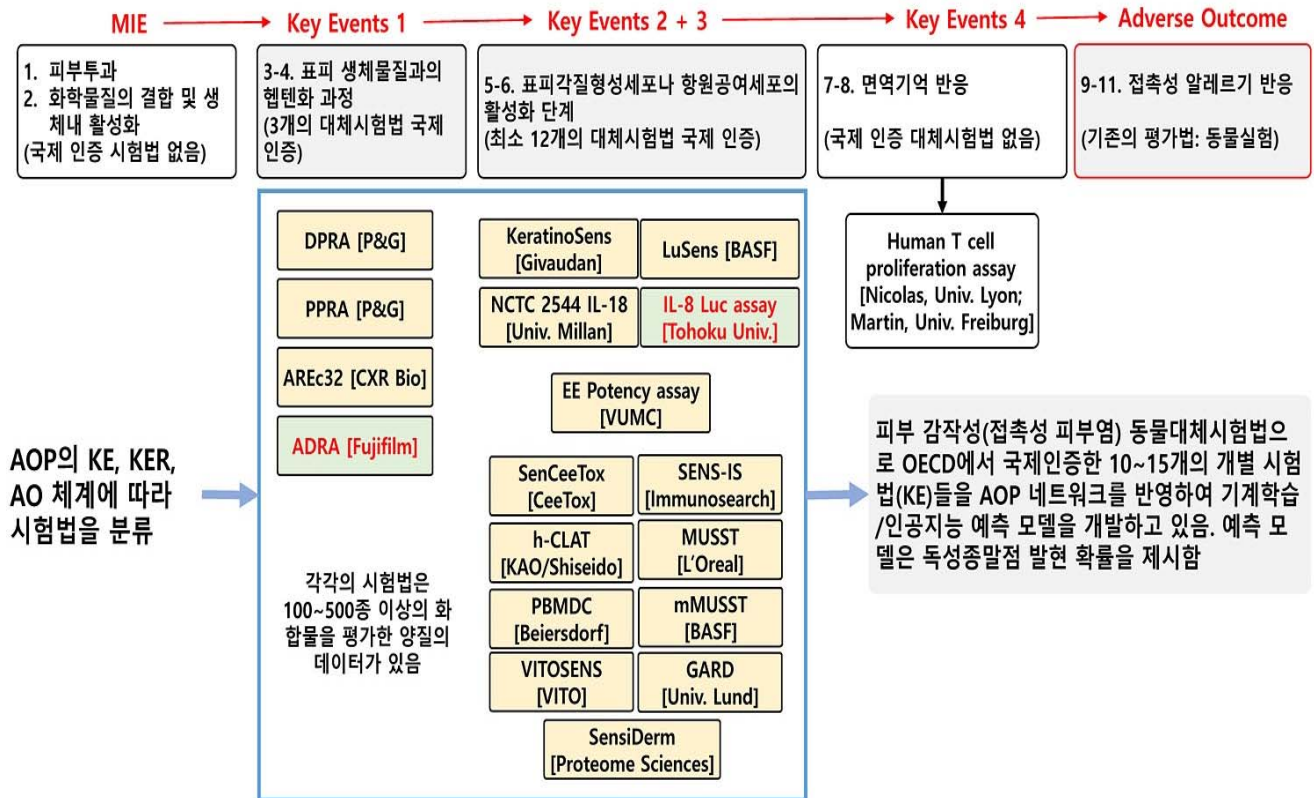 MIE
Key Events 1
Key Events 2 + 3
Key Events 4
Adverse Outcome
1. 피부투과
2. 화학물질의 결합 및 생
체내 활성화
(국제 인증 시험법 없음)
3-4. 표피 생체물질과의
헵텐화 과정
(3개의 대체시험법 국제
인증)
5-6. 표피각질형성세포나 항원공여세포의
활성화 단계
(최소 12개의 대체시험법 국제 인증)
7-8. 면역기억 반응
(국제 인증 대체시험법 없음)
9-11. 접촉성 알레르기 반응
(기존의 평가법: 동물실험)
AOP의 KE, KER,
AO 체계에 따라
시험법을 분류
DPRA [P&G]
PPRA [P&G]
AREc32 [CXR Bio]
ADRA [Fujifilm]
각각의 시험법은
100~500종 이상의 화
합물을 평가한 양질의
데이터가 있음
KeratinoSens
[Givaudan]
LuSens [BASF]
NCTC 2544 IL-18
[Univ. Millan]
IL-8 Luc assay
[Tohoku Univ.]
EE Potency assay
[VUMC]
SenCeeTox
[CeeTox]
SENS-IS
[Immunosearch]
h-CLAT
[KAO/Shiseido]
MUSST
[L'Oreal]
PBMDC
[Beiersdorf]
mMUSST
[BASF]
VITOSENS
[VITO]
GARD
[Univ. Lund]
SensiDerm
[Proteome Sciences]
Human T cell
proliferation assay
[Nicolas, Univ. Lyon;
Martin, Univ. Freiburg]
피부 감작성(접촉성 피부염) 동물대체시험법으
로 OECD에서 국제인증한 10~15개의 개별 시험
법(KE)들을 AOP 네트워크를 반영하여 기계학습
/인공지능 예측 모델을 개발하고 있음. 예측 모
델은 독성종말점 발현 확률을 제시함